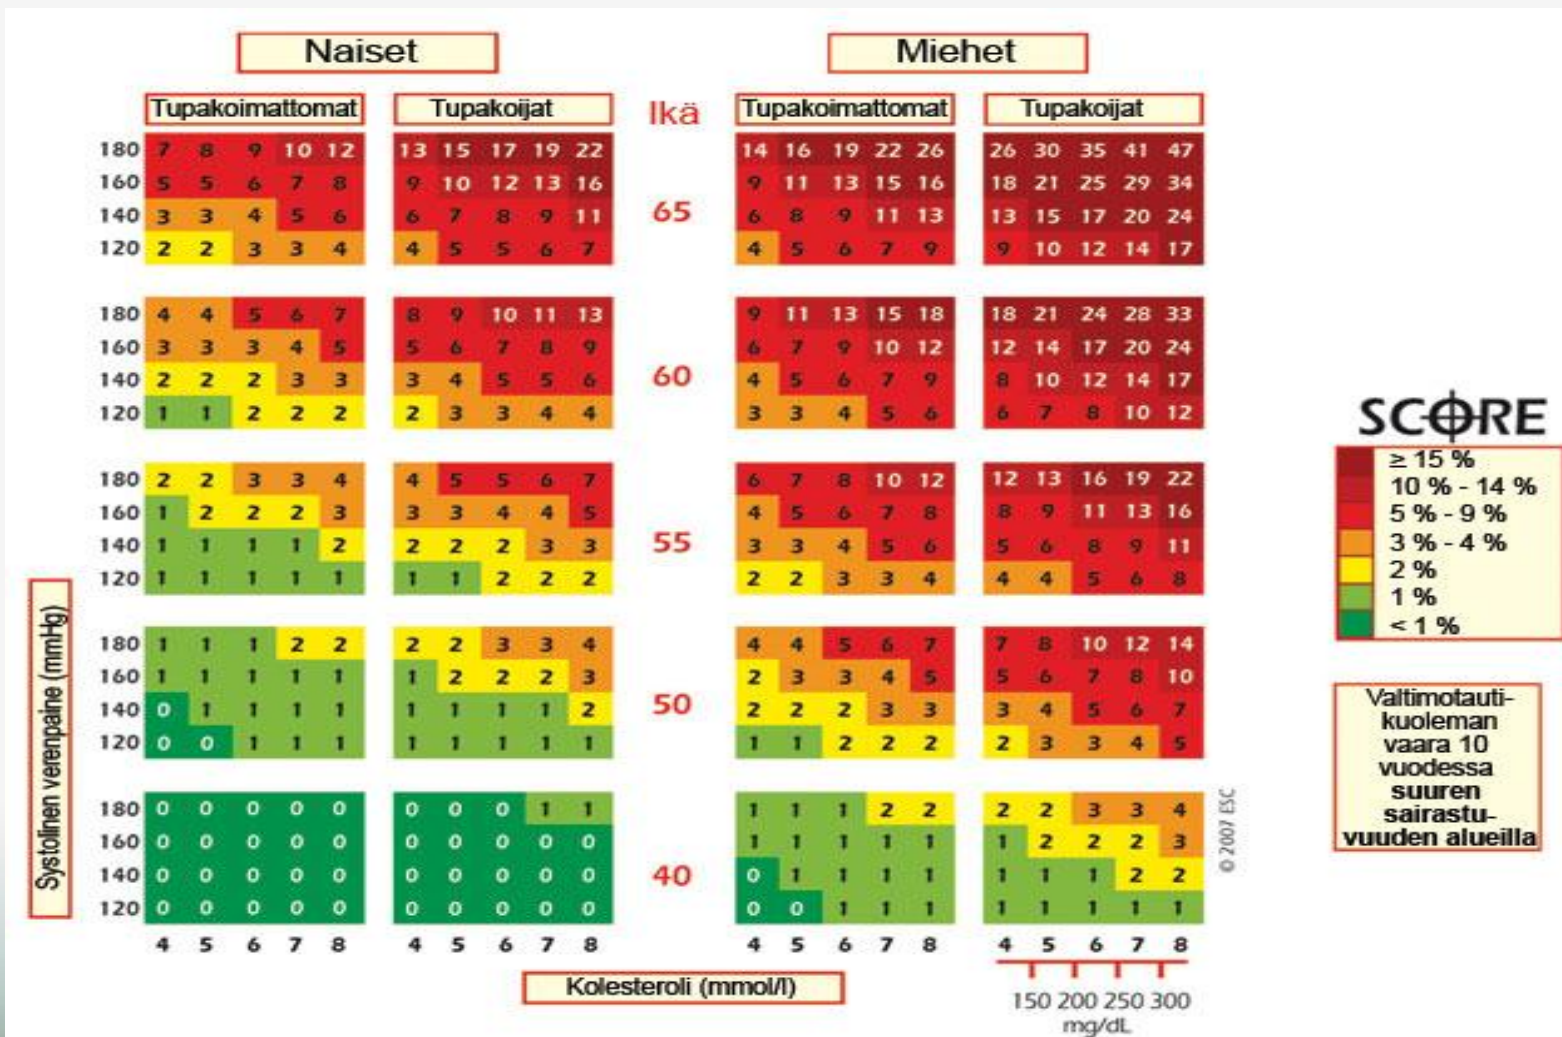 Naiset Miehet
Tupakoimattomat Tupakoijat Ikä Tupakoimattomat Tupakoijat
180 7 8 9 10 12 13 15 17 19 22 14 16 19 22 26 26 30 35 41 47
160 5 5 6 7 8 9 10 12 13 16 9 11 13 15 16 18 21 25 29 34
65
140 3 3 4 5 6 6 7 8 9 11 6 8 9 11 13 13 15 17 20 24
120 2 2 3 3 4 4 5 5 6 7 4 5 6 7 9 9 10 12 14 17
180 4 4 5 6 7 8 9 10 11 13 9 11 13 15 18 18 21 24 28 33
160 3 3 3 4 5 5 6 7 8 9 6 7 9 10 12 12 14 17 20 24
60
140 2 2 2 3 3 3 4 5 5 6 4 5 6 7 9 8 10 12 14 17
120 1 1 2 2 2 2 3 3 4 4 3 3 4 5 6 6 7 8 10 12
180 2 2 3 3 4 4 5 5 6 7 6 7 8 10 12 12 13 16 19 22
160 1 2 2 2 3 3 3 4 4 5 4 5 6 7 8 8 9 11 13 16
55
140 1 1 1 1 2 2 2 2 3 3 3 3 4 5 6 5 6 8 9 11
120 1 1 1 1 1 1 1 2 2 2 2 2 3 3 4 4 4 5 6 8
180 1 1 1 2 2 2 2 3 3 4 4 4 5 6 7 7 8 10 12 14
160 1 1 1 1 1 1 2 2 2 3 2 3 3 4 5 5 6 7 8 10
50
140 0 1 1 1 1 1 1 1 1 2 2 2 2 3 3 3 4 5 6 7
120 0 0 1 1 1 1 1 1 1 1 1 1 2 2 2 2 3 3 4 5
180 0 0 0 0 0 0 0 0 1 1 1 1 1 2 2 2 2 3 3 4
160 0 0 0 0 0 0 0 0 0 0 1 1 1 1 1 1 2 2 2 3
40
140 0 0 0 0 0 0 0 0 0 0 0 1 1 1 1 1 1 1 2 2
120 0 0 0 0 0 0 0 0 0 0 0 0 1 1 1 1 1 1 1 1
4 5 6 7 8 4 5 6 7 8 4 5 6 7 8 4 5 6 7 8
Systolinen verenpaine (mmHg)
Kolesteroli (mmol/l)
150 200 250 300
mg/dL
© 2007 ESC
SCORE
≥ 15 %
10 % - 14 %
5 % - 9 %
3 % - 4 %
2 %
1 %
< 1 %
Valtimotauti-
kuoleman
vaara 10
vuodessa
suuren
sairastu-
vuuden alueilla